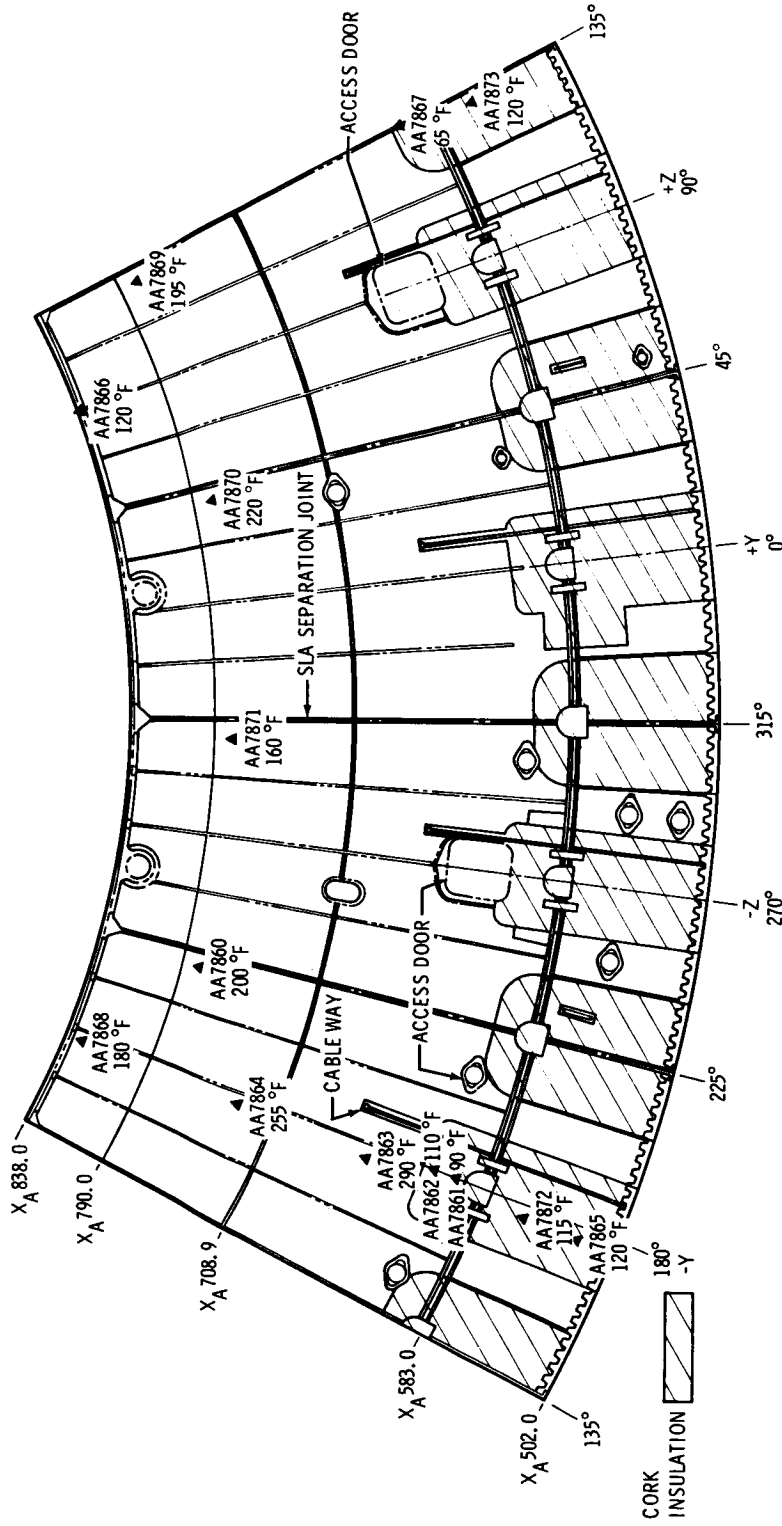 X_A 838.0
X_A 790.0
X_A 708.9
X_A 583.0
X_A 502.0
135°
AA7868
180 °F
AA7864
255 °F
CABLE WAY
AA7863
290 °F
AA7862
110 °F
AA7861
90 °F
AA7872
115 °F
AA7865
120 °F
180°
-Y
AA7860
200 °F
ACCESS DOOR
225°
-Z
270°
AA7871
160 °F
SLA SEPARATION JOINT
315°
+Y
0°
AA7870
220 °F
45°
AA7866
120 °F
AA7869
195 °F
ACCESS DOOR
+Z
90°
AA7867
65 °F
AA7873
120 °F
135°
CORK
INSULATION